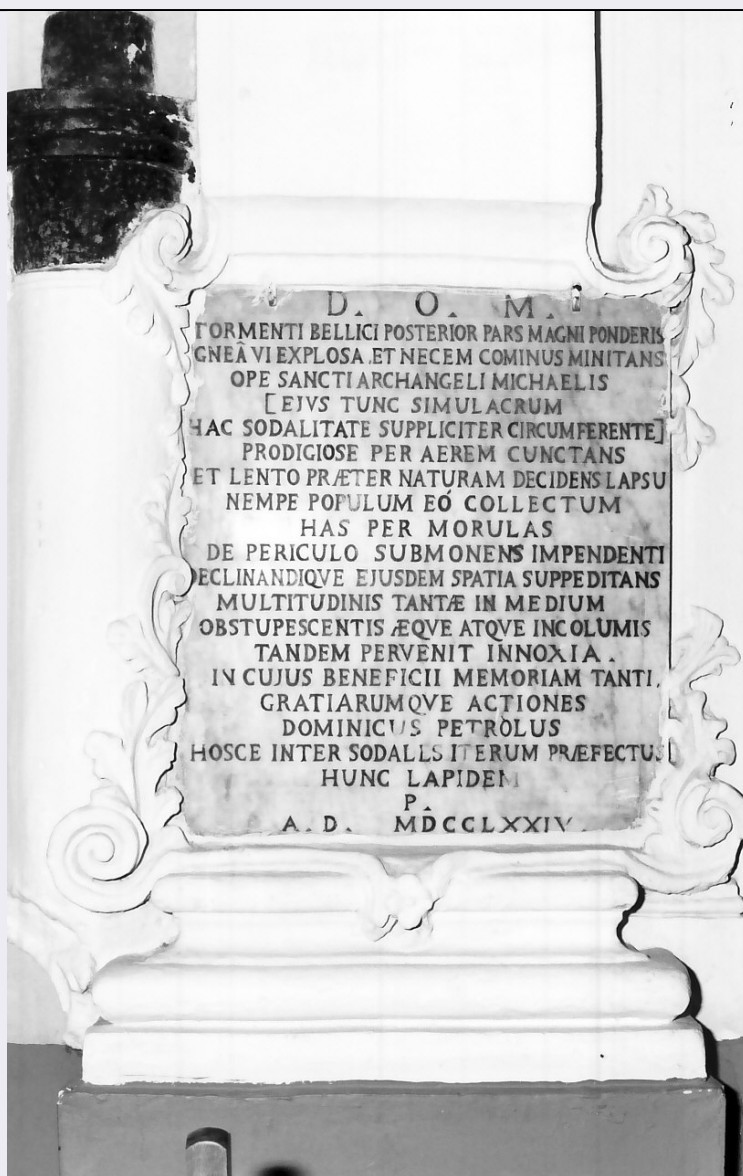 D. O. M.
TORMENTI BELLICI POSTERIOR PARS MAGNI PONDERIS
GNEÂ VI EXPLOSA, ET NECEM COMINUS MINITANS
OPE SANCTI ARCHANGELI MICHAELIS
[EJVS TUNC SIMULACRUM
HAC SODALITATE SUPPLICITER CIRCUMFERENTE]
PRODIGIOSE PER AEREM CUNCTANS
ET LENTO PRÆTER NATURAM DECIDENS LAPSU
NEMPE POPULUM EÓ COLLECTUM
HAS PER MORULAS
DE PERICULO SUBMONENS IMPENDENTI
DECLINANDIQVE EJUSDEM SPATIA SUPPEDITANS
MULTITUDINIS TANTÆ IN MEDIUM
OBSTUPESCENTIS ÆQVE ATQVE INCOLUMIS
TANDEM PERVENIT INNOXIA.
IN CUJUS BENEFICII MEMORIAM TANTI,
GRATIARUMQVE ACTIONES
DOMINICUS PETROLUS
HOSCE INTER SODALES ITERUM PRÆFECTUS
HUNC LAPIDEM
P.
A. D. MDCCLXXIV.